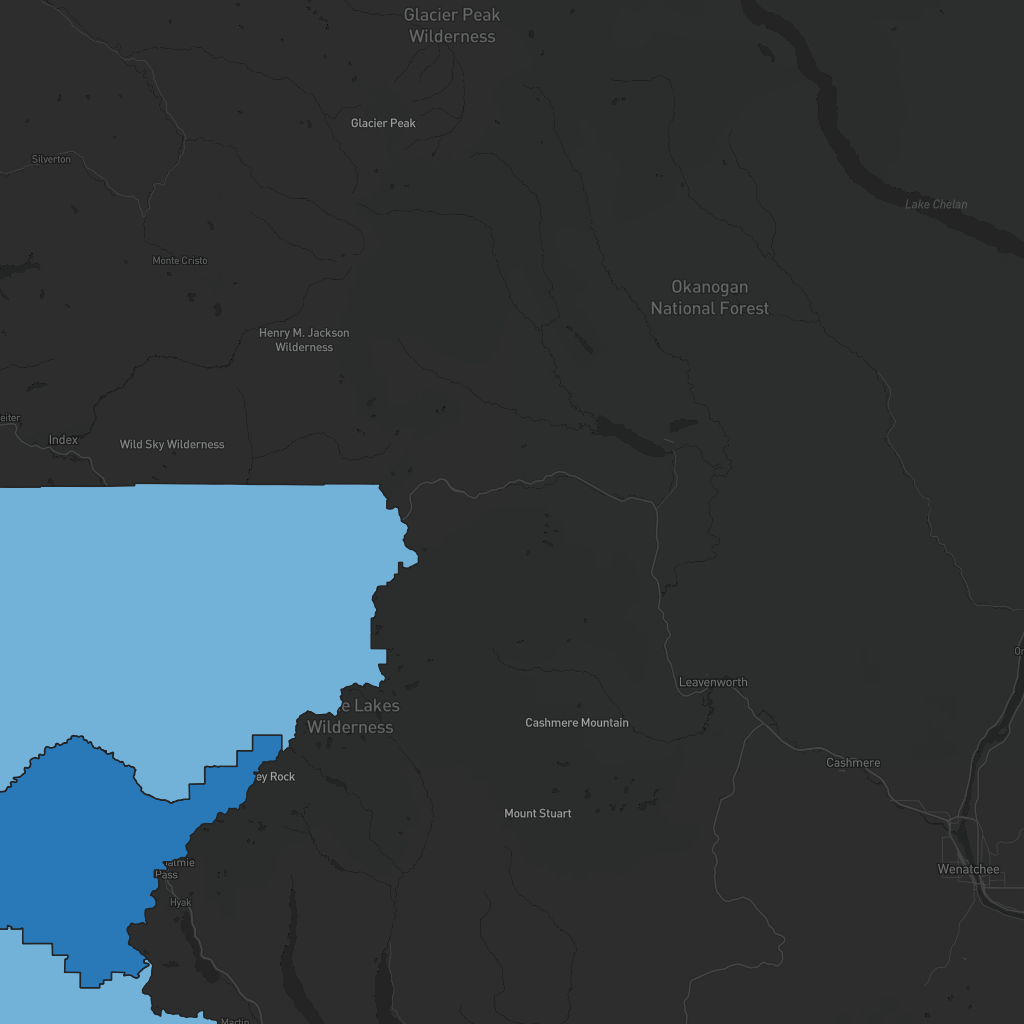 Glacier Peak
Wilderness
Glacier Peak
Silverton
Lake Chelan
Monte Cristo
Okanogan
National Forest
Henry M. Jackson
Wilderness
eiter
Index
Wild Sky Wilderness
Leavenworth
e Lakes
Wilderness
Cashmere Mountain
Cashmere
ey Rock
Mount Stuart
almie
Pass
Wenatchee
Hyak
Martin